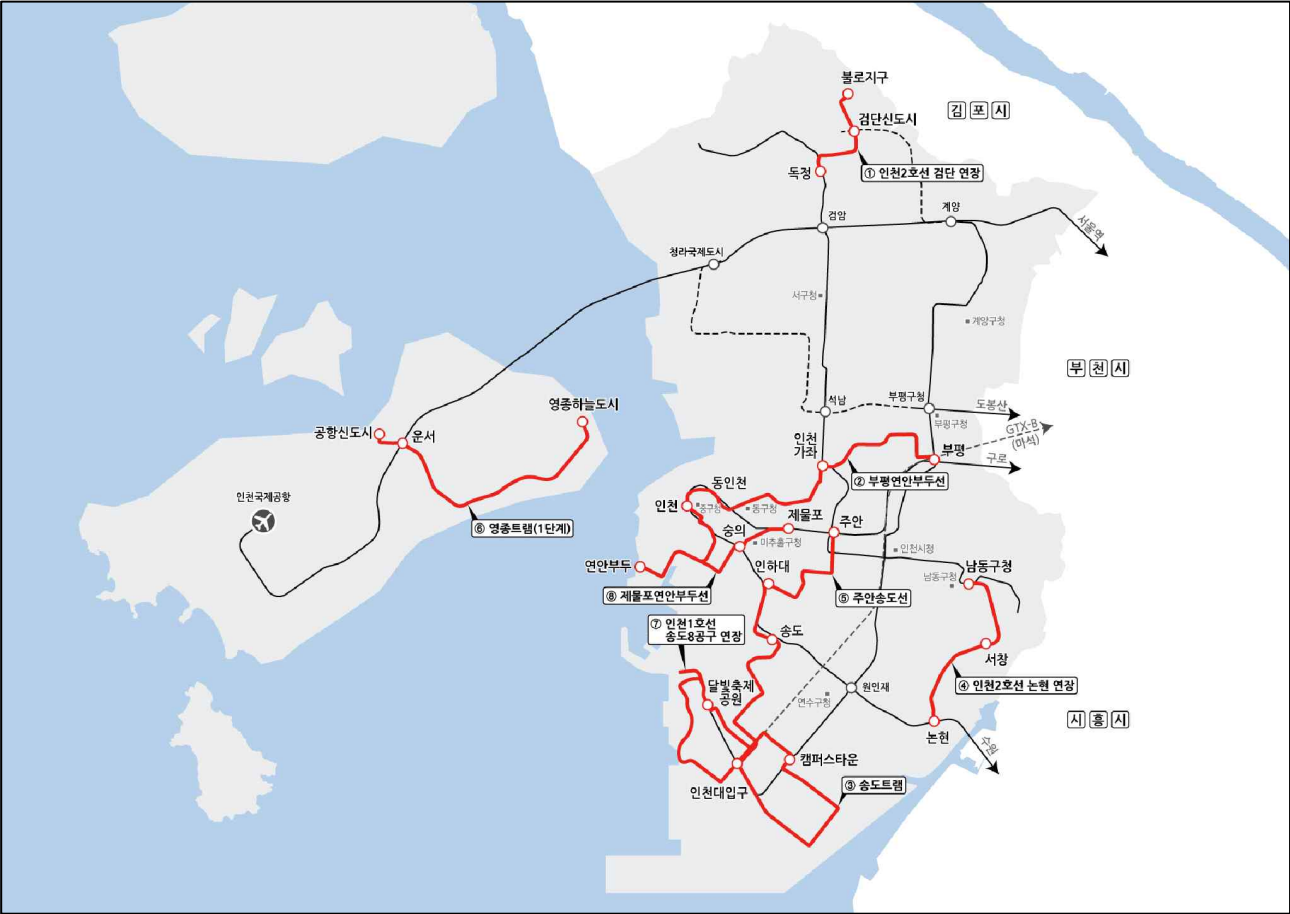 불로지구
검단신도시
김포시
독정
① 인천2호선 검단 연장
검암
계양
서울역
청라국제도시
서구청
계양구청
부천시
석남
부평구청
도봉산
부평구청
GTX-B
(마석)
영종하늘도시
공항신도시
운서
인천
가좌
부평
구로
② 부평연안부두선
인천국제공항
동인천
인천
중구청
동구청
제물포
주안
⑥ 영종트램(1단계)
숭의
미추홀구청
인천시청
연안부두
인하대
남동구청
남동구청
⑧ 제물포연안부두선
⑤ 주안송도선
⑦ 인천1호선
송도8공구 연장
송도
서창
달빛축제
공원
연수구청
원인재
④ 인천2호선 논현 연장
시흥시
논현
수원
캠퍼스타운
인천대입구
③ 송도트램